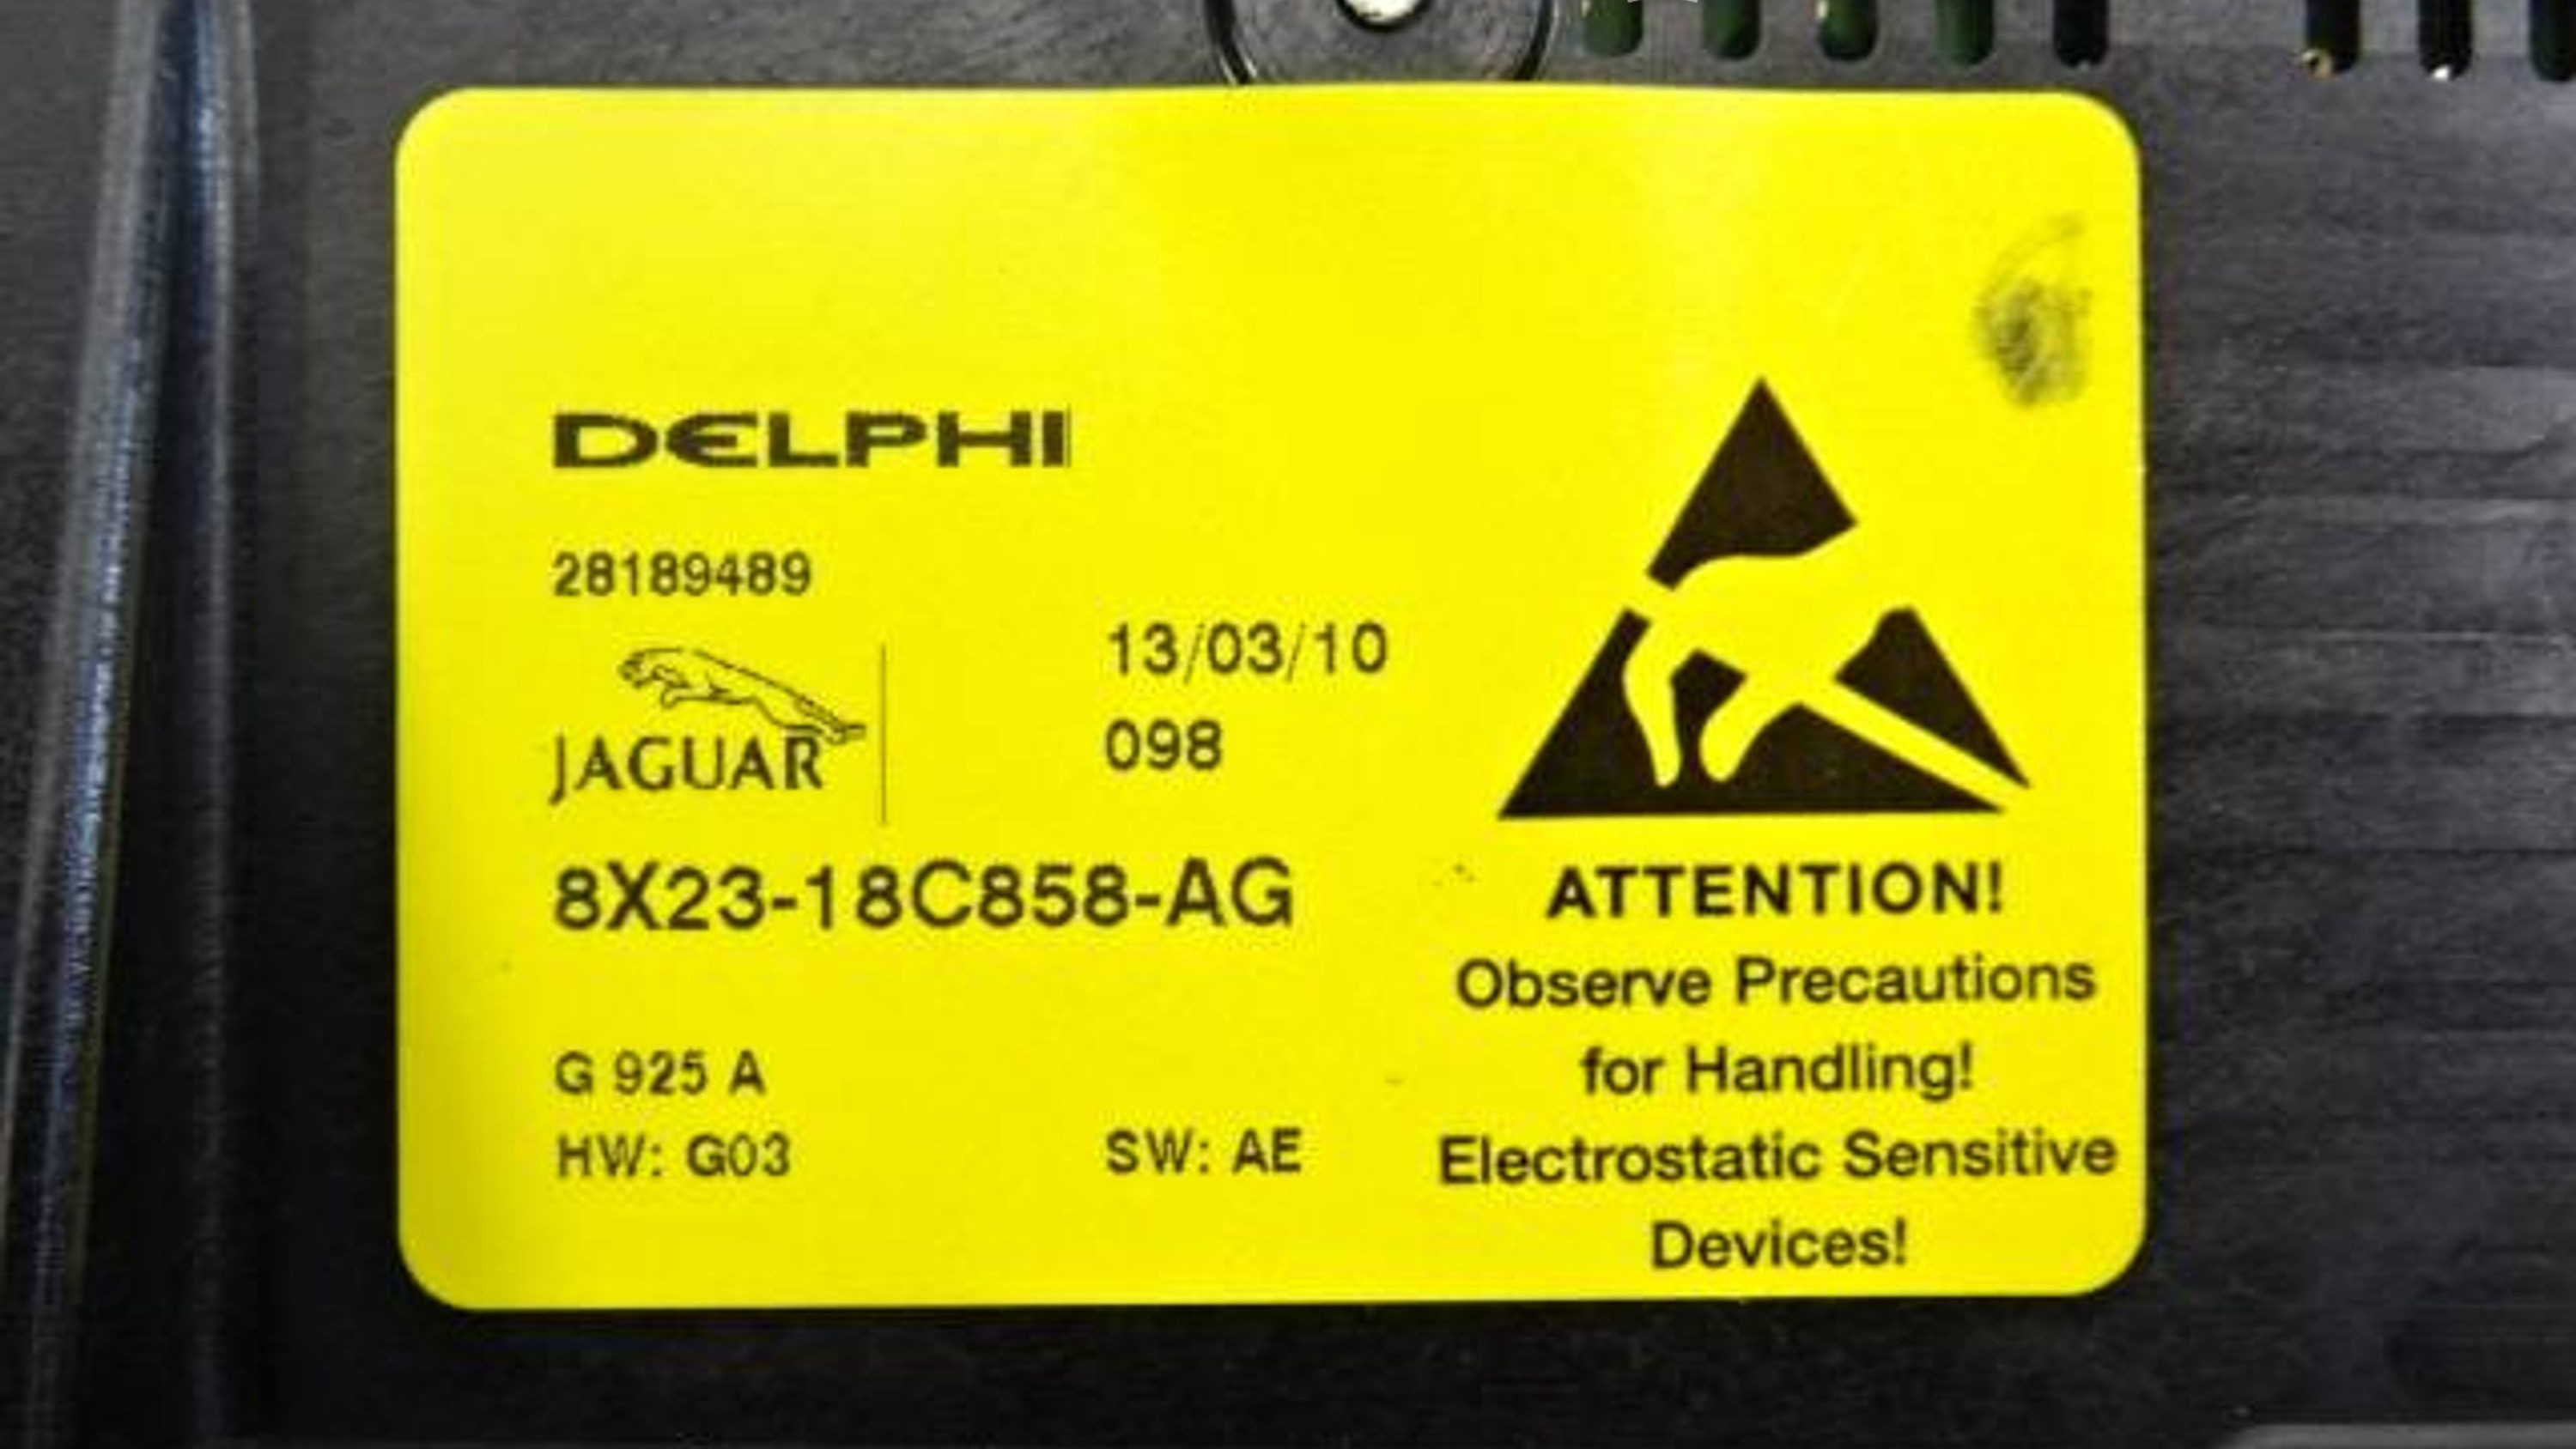 DELPHI
28189489
13/03/10
JAGUAR
098
8X23-18C858-AG
G 925 A
HW: G03
SW: AE
ATTENTION!
Observe Precautions
for Handling!
Electrostatic Sensitive
Devices!